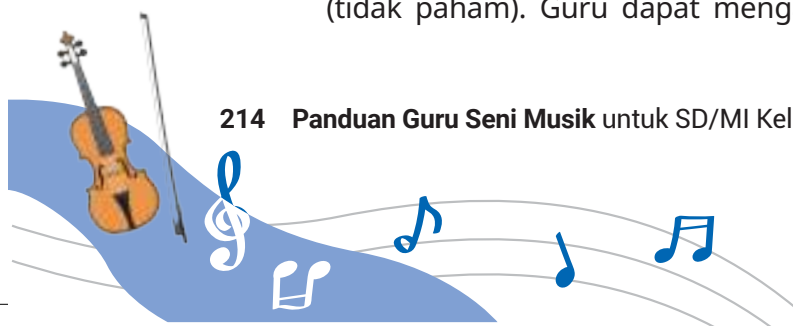 (tidak paham). Guru dapat meng
214 Panduan Guru Seni Musik untuk SD/MI Kel